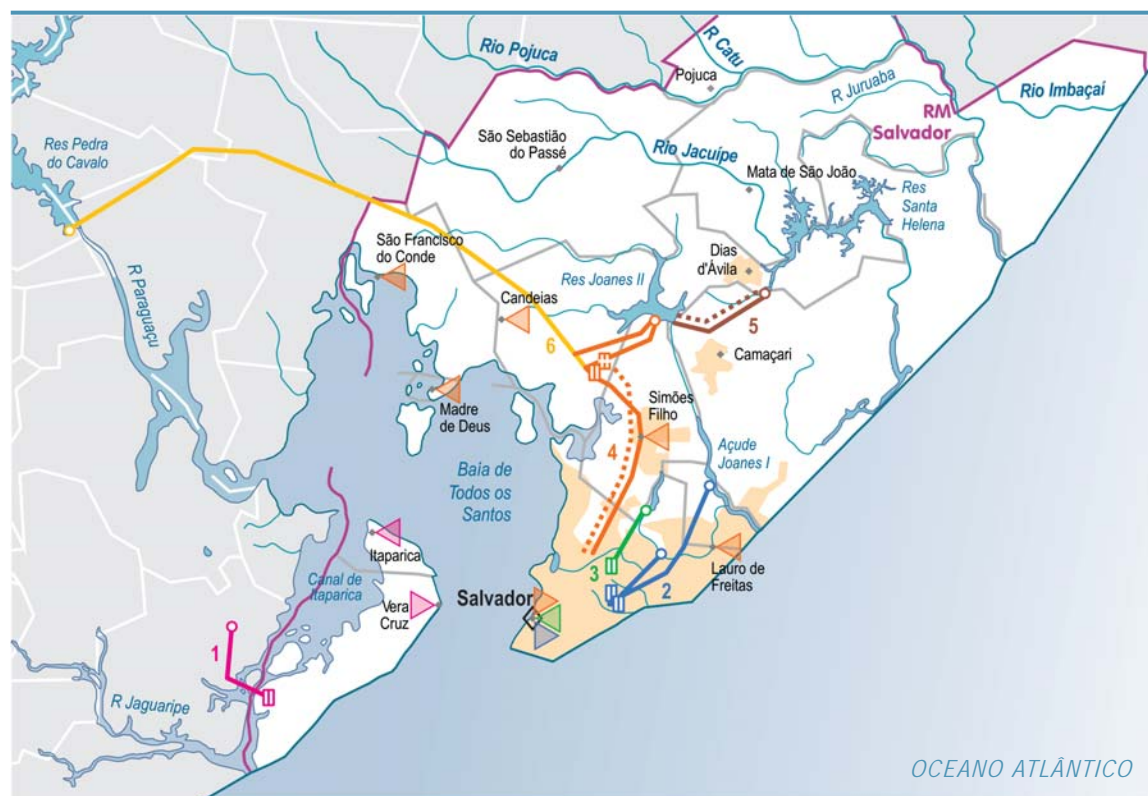 Rio Pojuca
R Catu
Pojuca
R Juruaba
Rio Imbaçaí
RM
Salvador
Res Pedra
do Cavalo
São Sebastião
do Passé
Rio Jacuípe
Mata de São João
Res
Santa
Helena
São Francisco
do Conde
Dias
d'Ávila
Res Joanes II
R Paraguaçu
Candeias
6
5
Camaçari
Madre
de Deus
Simões
Filho
4
Açude
Joanes I
Baia de
Todos os
Santos
Itaparica
Canal de
Itaparica
3
2
Lauro de
Freitas
Salvador
Vera
Cruz
1
R Jaguaripe
OCEANO ATLÂNTICO